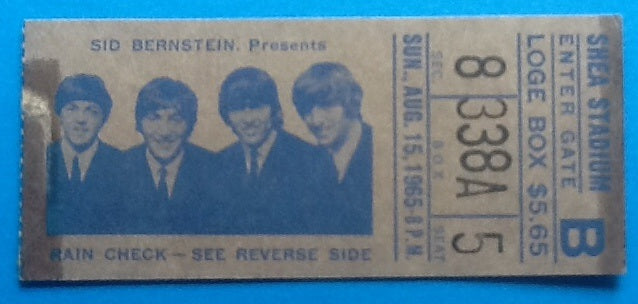 SID BERNSTEIN. Presents
RAIN CHECK — SEE REVERSE SIDE
SHEA STADIUM
ENTER GATE B
LOGE BOX $5.65
SEC. BOX SEAT
8 338A 5
SUN., AUG. 15, 1965-8 P.M.